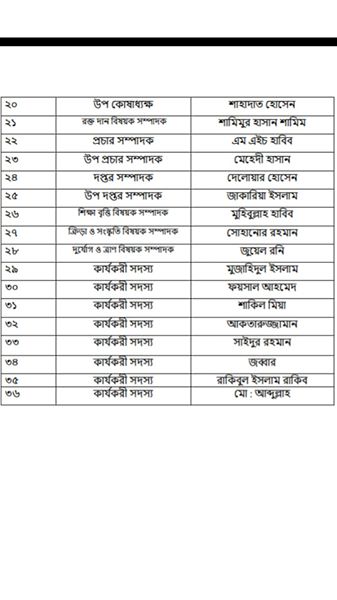 ২০ উপ কোষাধ্যক্ষ শাহাদাত হোসেন
২১ রক্ত দান বিষয়ক সম্পাদক শামিমুর হাসান শামিম
২২ প্রচার সম্পাদক এম এইচ হাবিব
২৩ উপ প্রচার সম্পাদক মেহেদী হাসান
২৪ দপ্তর সম্পাদক দেলোয়ার হোসেন
২৫ উপ দপ্তর সম্পাদক জাকারিয়া ইসলাম
২৬ শিক্ষা বৃত্তি বিষয়ক সম্পাদক মুহিবুল্লাহ হাবিব
২৭ ক্রিড়া ও সংস্কৃতি বিষয়ক সম্পাদক সোহানোর রহমান
২৮ দুর্যোগ ও ত্রাণ বিষয়ক সম্পাদক জুয়েল রনি
২৯ কার্যকরী সদস্য মুজাহিদুল ইসলাম
৩০ কার্যকরী সদস্য ফয়সাল আহমেদ
৩১ কার্যকরী সদস্য শাকিল মিয়া
৩২ কার্যকরী সদস্য আকতারুজ্জামান
৩৩ কার্যকরী সদস্য সাইদুর রহমান
৩৪ কার্যকরী সদস্য জব্বার
৩৫ কার্যকরী সদস্য রাকিবুল ইসলাম রাকিব
৩৬ কার্যকরী সদস্য মো : আব্দুল্লাহ